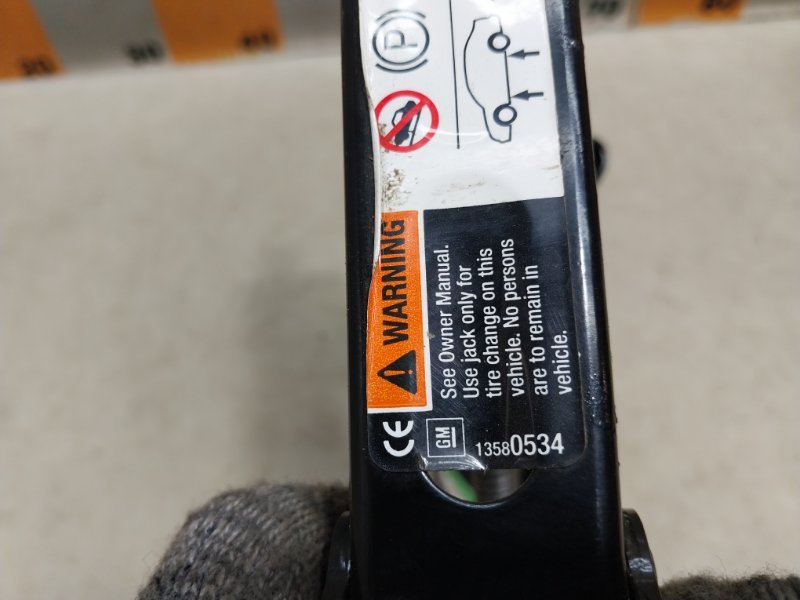 P
WARNING
See Owner Manual.
Use jack only for
tire change on this
vehicle. No persons
are to remain in
vehicle.
CE
GM
13580534